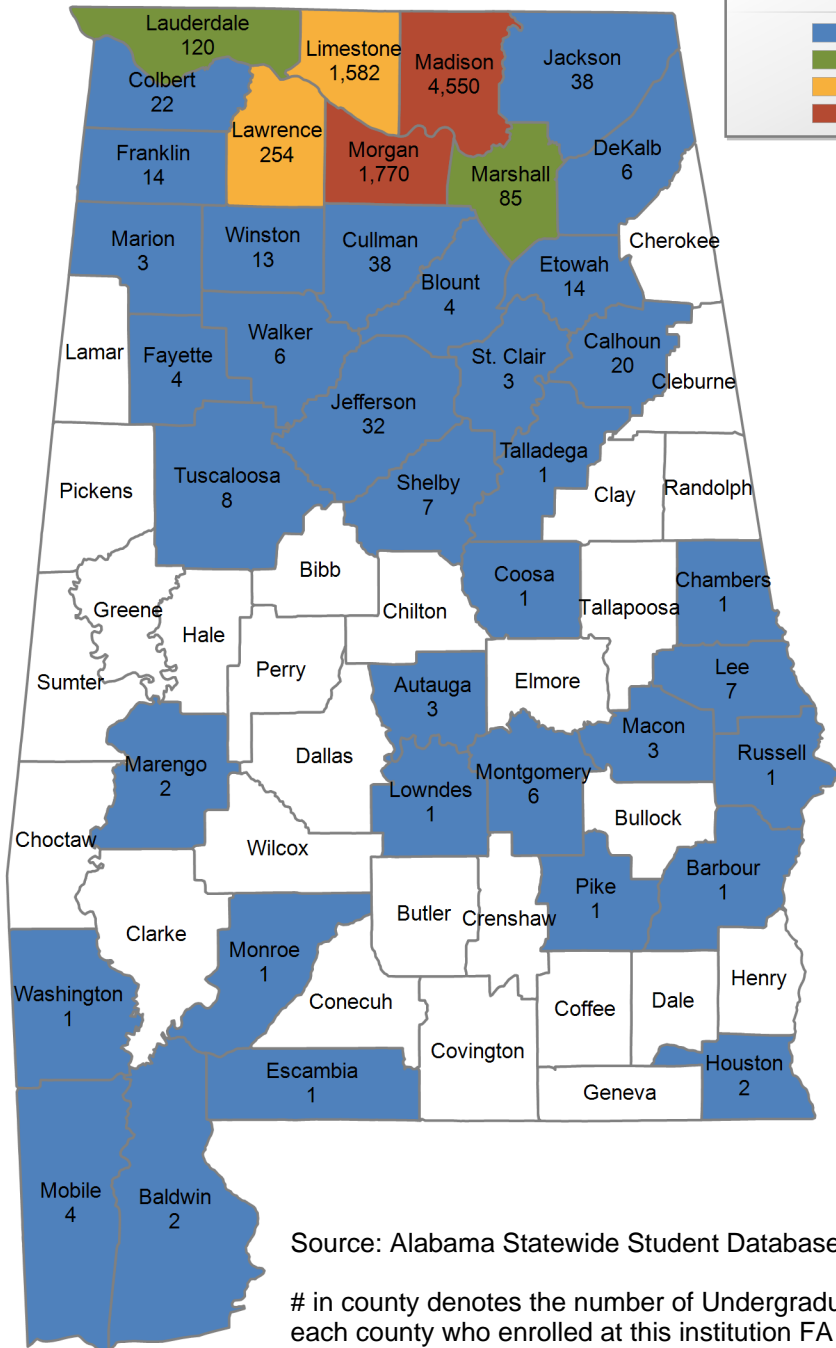 Lauderdale
120
Limestone
1,582
Madison
4,550
Jackson
38
Colbert
22
Lawrence
254
Franklin
14
Morgan
1,770
Marshall
85
DeKalb
6
Marion
3
Winston
13
Cullman
38
Blount
4
Etowah
14
Cherokee
Lamar
Fayette
4
Walker
6
St. Clair
3
Calhoun
20
Cleburne
Jefferson
32
Talladega
1
Pickens
Tuscaloosa
8
Shelby
7
Clay
Randolph
Bibb
Coosa
1
Chambers
1
Greene
Hale
Chilton
Tallapoosa
Sumter
Perry
Autauga
3
Elmore
Lee
7
Macon
3
Marengo
2
Dallas
Lowndes
1
Montgomery
6
Russell
1
Bullock
Choctaw
Wilcox
Pike
1
Barbour
1
Clarke
Monroe
1
Butler
Crenshaw
Henry
Washington
1
Conecuh
Coffee
Dale
Covington
Escambia
1
Geneva
Houston
2
Mobile
4
Baldwin
2
Source: Alabama Statewide Student Database
# in county denotes the number of Undergradu
each county who enrolled at this institution FA